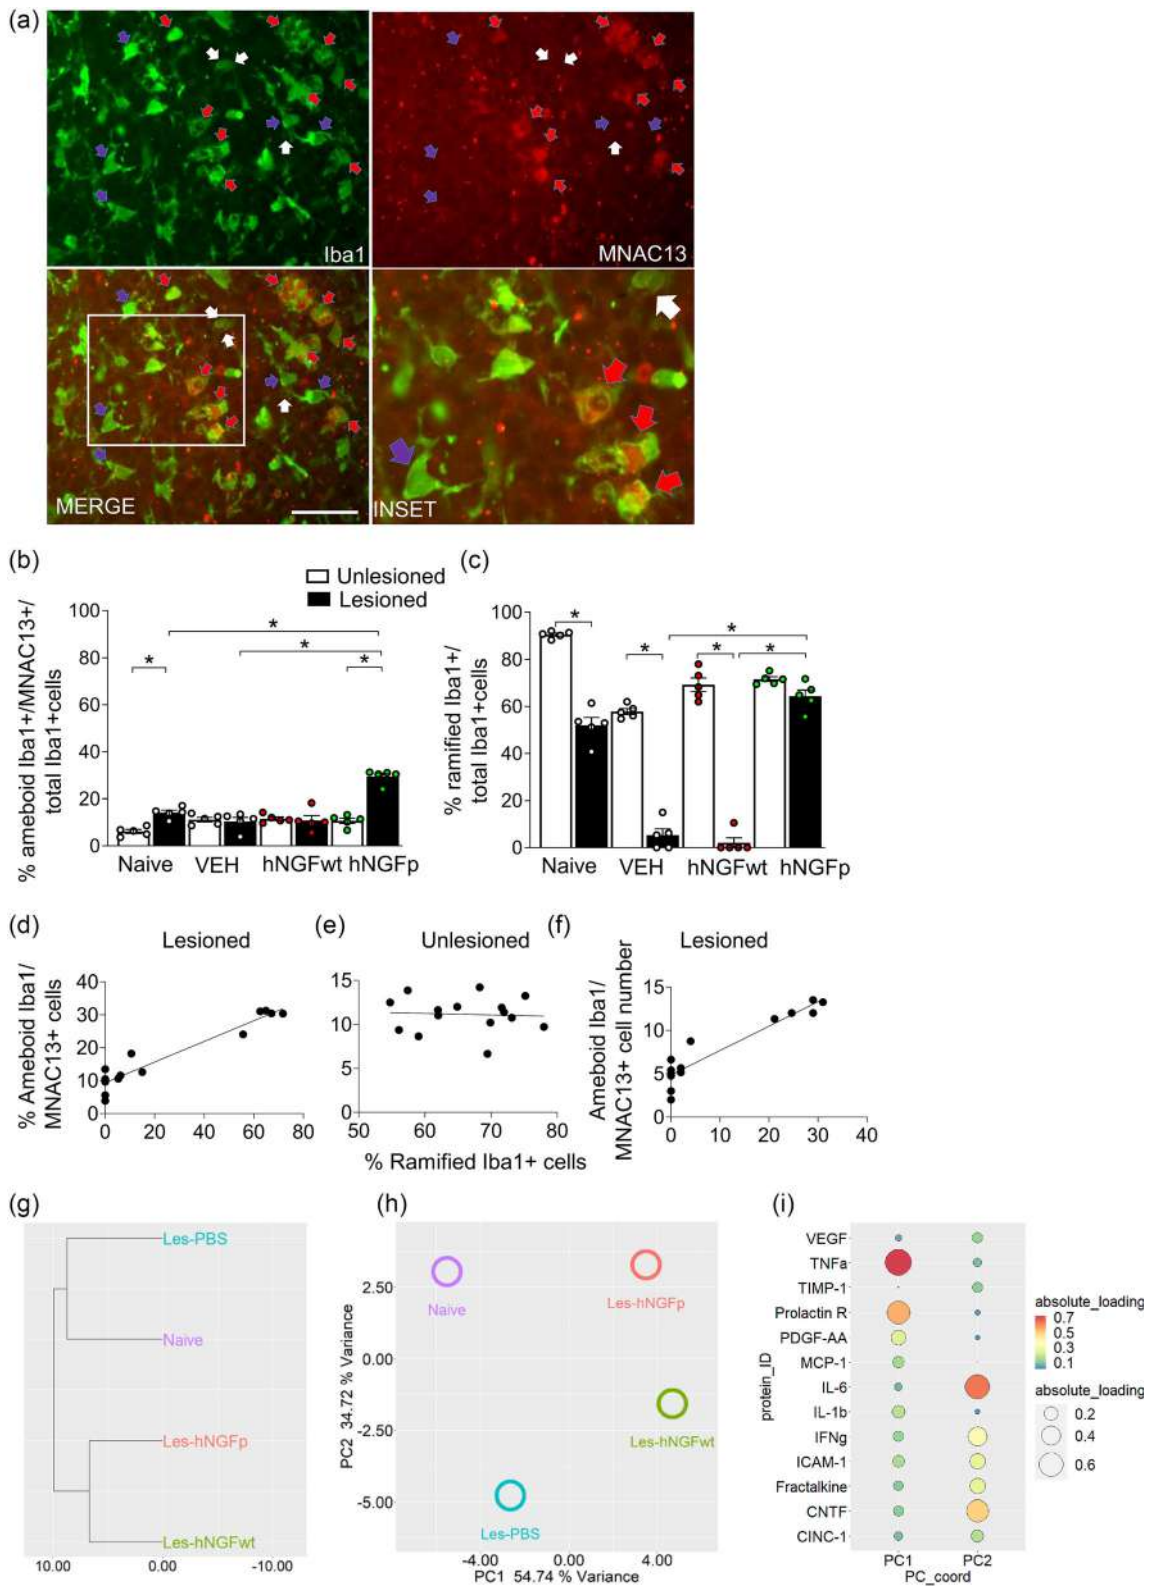 (a)
Iba1
MNAC13
MERGE
INSET
(b)
(c)
Unlesioned
Lesioned
% ameboid Iba1+/MNAC13+/
total Iba1+cells
100
80
60
40
20
0
* * * *
Naive VEH hNGFwt hNGFp
% ramified Iba1+/
total Iba1+cells
100
80
60
40
20
0
* * * * *
Naive VEH hNGFwt hNGFp
(d)
Lesioned
% Ameboid Iba1/
MNAC13+ cells
40
30
20
10
0
0 20 40 60 80
(e)
Unlesioned
15
10
5
0
50 60 70 80
% Ramified Iba1+ cells
(f)
Lesioned
Ameboid Iba1/
MNAC13+ cell number
15
10
5
0
0 10 20 30 40
(g)
Les-PBS
Naive
Les-hNGFp
Les-hNGFwt
10.00 0.00 -10.00
(h)
PC2 34.72 % Variance
2.50
0.00
-2.50
-5.00
Naive
Les-hNGFp
Les-hNGFwt
Les-PBS
-4.00 0.00 4.00
PC1 54.74 % Variance
(i)
protein_ID
VEGF
TNFa
TIMP-1
Prolactin R
PDGF-AA
MCP-1
IL-6
IL-1b
IFNg
ICAM-1
Fractalkine
CNTF
CINC-1
PC1 PC2
PC_coord
absolute_loading
0.7
0.5
0.3
0.1
absolute_loading
0.2
0.4
0.6